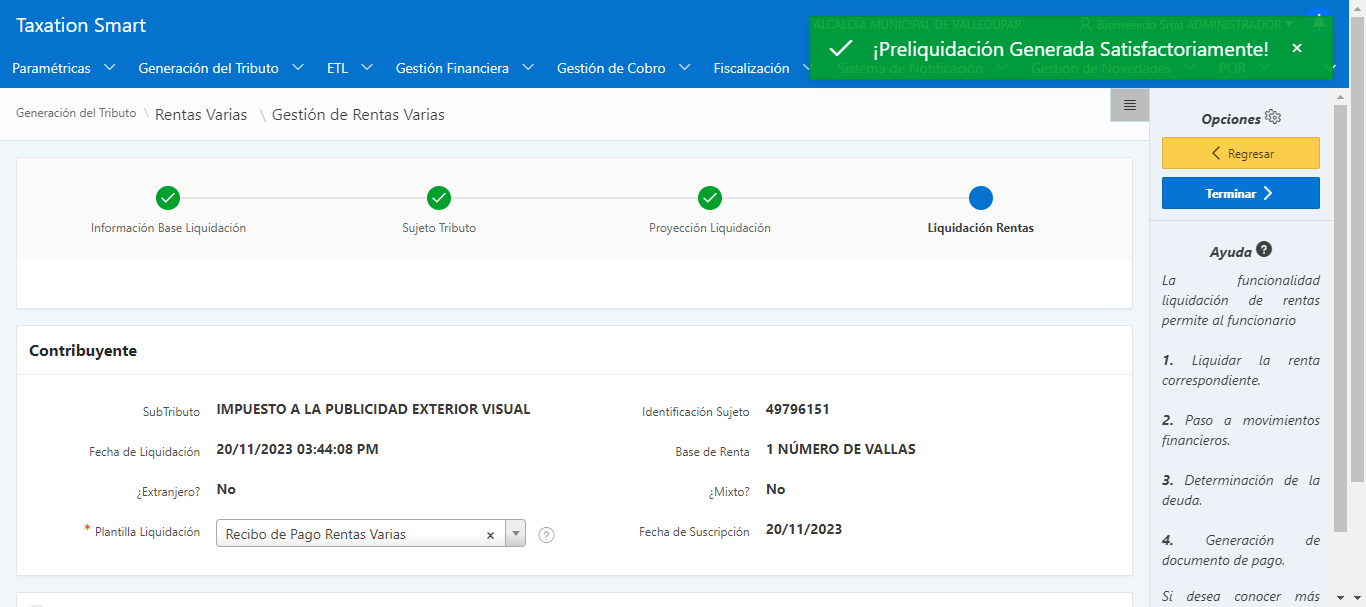 Taxation Smart
ALCALDÍA MUNICIPAL DE VALLEDUPAR
Bienvenido Sr(a) ADMINISTRADOR
¡Preliquidación Generada Satisfactoriamente!
Paramétricas
Generación del Tributo
ETL
Gestión Financiera
Gestión de Cobro
Fiscalización
Sistema de Notificación
Gestión de Novedades
PQR
Generación del Tributo \ Rentas Varias \ Gestión de Rentas Varias
Información Base Liquidación
Sujeto Tributo
Proyección Liquidación
Liquidación Rentas
Contribuyente
SubTributo IMPUESTO A LA PUBLICIDAD EXTERIOR VISUAL
Identificación Sujeto 49796151
Fecha de Liquidación 20/11/2023 03:44:08 PM
Base de Renta 1 NÚMERO DE VALLAS
¿Extranjero? No
¿Mixto? No
* Plantilla Liquidación Recibo de Pago Rentas Varias
Fecha de Suscripción 20/11/2023
Opciones
Regresar
Terminar
Ayuda
La funcionalidad
liquidación de rentas
permite al funcionario
1. Liquidar la renta
correspondiente.
2. Paso a movimientos
financieros.
3. Determinación de la
deuda.
4. Generación de
documento de pago.
Si desea conocer más